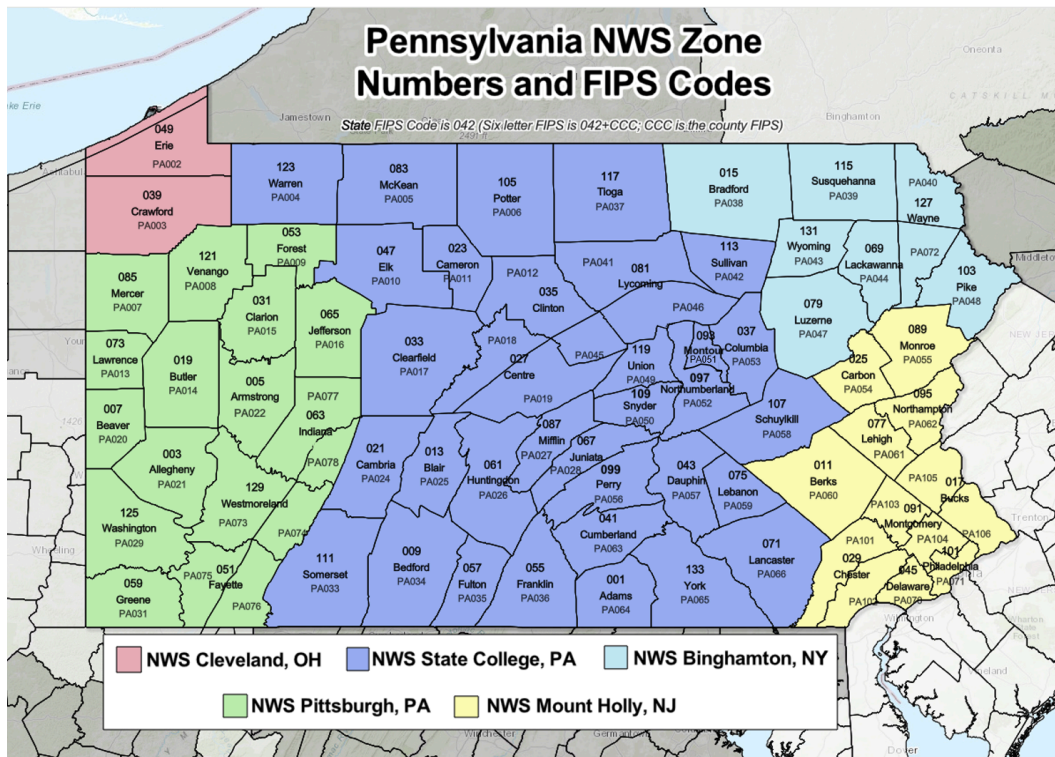 Pennsylvania NWS Zone
Numbers and FIPS Codes
State FIPS Code is 042 (Six letter FIPS is 042+CCC; CCC is the county FIPS)
Oneonta
Jamestown
Binghamton
049
Erie
PA002
039
Crawford
PA003
123
Warren
PA004
083
McKean
PA005
105
Potter
PA006
117
Tioga
PA037
015
Bradford
PA038
115
Susquehanna
PA039
PA040
127
Wayne
PA072
053
Forest
PA009
121
Venango
PA008
085
Mercer
PA007
047
Elk
PA010
023
Cameron
PA011
PA012
035
Clinton
PA018
PA041
081
Lycoming
PA046
113
Sullivan
PA042
131
Wyoming
PA043
069
Lackawanna
PA044
103
Pike
PA048
Middletow
031
Clarion
PA015
065
Jefferson
PA016
079
Luzerne
PA047
073
Lawrence
PA013
019
Butler
PA014
033
Clearfield
PA017
027
Centre
PA019
PA045
119
Union
PA049
093
Montour
PA051
037
Columbia
PA053
089
Monroe
PA055
025
Carbon
PA054
005
Armstrong
PA022
PA077
063
Indiana
PA078
109
Snyder
PA050
097
Northumberland
PA052
095
Northampton
PA062
007
Beaver
PA020
107
Schuylkill
PA058
077
Lehigh
PA061
003
Allegheny
PA021
021
Cambria
PA024
013
Blair
PA025
061
Huntingdon
PA026
087
Mifflin
PA027
067
Juniata
PA028
099
Perry
PA056
043
Dauphin
PA057
075
Lebanon
PA059
011
Berks
PA060
PA105
017
Bucks
PA106
129
Westmoreland
PA073
PA074
125
Washington
PA029
PA103
091
Montgomery
PA104
Trenton
041
Cumberland
PA063
071
Lancaster
PA066
PA101
029
Chester
PA102
101
Philadelphia
PA071
045
Delaware
PA070
Wheeling
059
Greene
PA031
PA075
051
Fayette
PA076
111
Somerset
PA033
009
Bedford
PA034
057
Fulton
PA035
055
Franklin
PA036
001
Adams
PA064
133
York
PA065
Wilmington
NWS Cleveland, OH
NWS State College, PA
NWS Binghamton, NY
NWS Pittsburgh, PA
NWS Mount Holly, NJ
Vineland
Winchester
Germantown
Dover